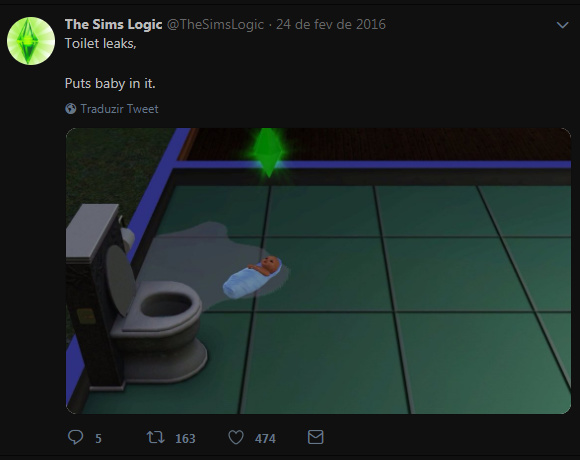 The Sims Logic @TheSimsLogic · 24 de fev de 2016
Toilet leaks,
Puts baby in it.
Traduzir Tweet
5 163 474